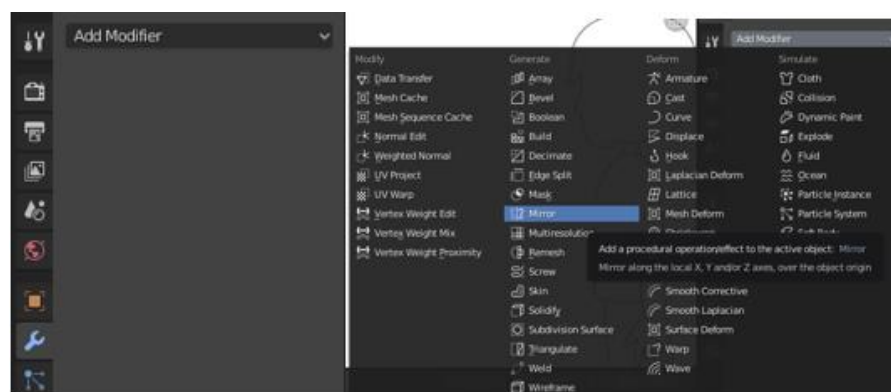 Add Modifier
Add Modifier
Modify
Data Transfer
Mesh Cache
Mesh Sequence Cache
Normal Edit
Weighted Normal
UV Project
UV Warp
Vertex Weight Edit
Vertex Weight Mix
Vertex Weight Proximity
Generate
Array
Bevel
Boolean
Build
Decimate
Edge Split
Mask
Mirror
Multiresolution
Remesh
Screw
Skin
Solidify
Subdivision Surface
Triangulate
Weld
Wireframe
Deform
Armature
Cast
Curve
Displace
Hook
Laplacian Deform
Lattice
Mesh Deform
Smooth Corrective
Smooth Laplacian
Surface Deform
Warp
Wave
Simulate
Cloth
Collision
Dynamic Paint
Explode
Fluid
Ocean
Particle Instance
Particle System
Add a procedural operation/effect to the active object: Mirror
Mirror along the local X, Y and/or Z axes, over the object origin